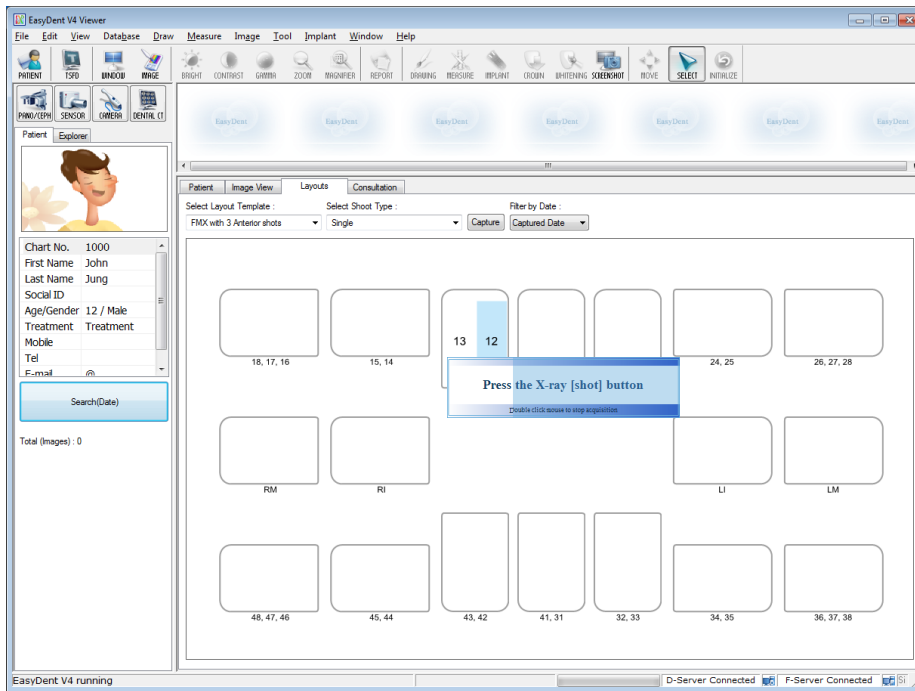 EasyDent V4 Viewer
File Edit View Database Draw Measure Image Tool Implant Window Help
PATIENT TSFD WINDOW IMAGE BRIGHT CONTRAST GAMMA ZOOM MAGNIFIER REPORT DRAWING MEASURE IMPLANT CROWN WHITENING SCREENSHOT MOVE SELECT INITIALIZE
PANO/CEPH SENSOR CAMERA DENTAL CT
EasyDent EasyDent EasyDent EasyDent EasyDent EasyDent EasyDent
Patient Explorer
Patient Image View Layouts Consultation
Select Layout Template : Select Shoot Type : Filter by Date :
FMX with 3 Anterior shots Single Capture Captured Date
Chart No. 1000
First Name John
Last Name Jung
Social ID
Age/Gender 12 / Male
Treatment Treatment
Mobile
Tel
E-mail @
Search(Date)
Total (Images) : 0
13 12
18, 17, 16 15, 14 24, 25 26, 27, 28
Press the X-ray [shot] button
Double click mouse to stop acquisition
RM RI LI LM
48, 47, 46 45, 44 43, 42 41, 31 32, 33 34, 35 36, 37, 38
EasyDent V4 running D-Server Connected F-Server Connected Si